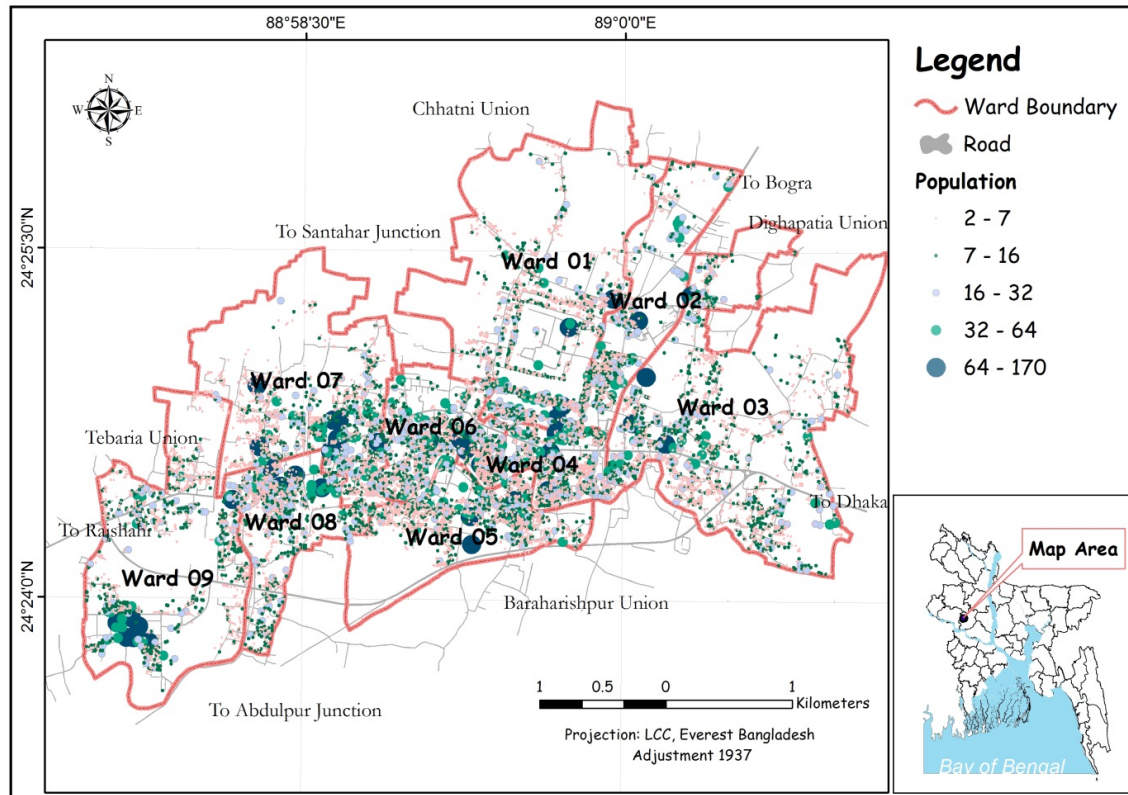 88°58'30"E
89°0'0"E
24°25'30"N
24°24'0"N
N
W
E
S
Chhatni Union
To Bogra
Dighapatia Union
To Santahar Junction
Ward 01
Ward 02
Ward 07
Ward 03
Ward 06
Tebaria Union
Ward 04
To Dhaka
Ward 08
To Rajshahi
Ward 05
Ward 09
Baraharishpur Union
To Abdulpur Junction
1
0.5
0
1
Kilometers
Projection: LCC, Everest Bangladesh
Adjustment 1937
Legend
Ward Boundary
Road
Population
2 - 7
7 - 16
16 - 32
32 - 64
64 - 170
Map Area
Bay of Bengal